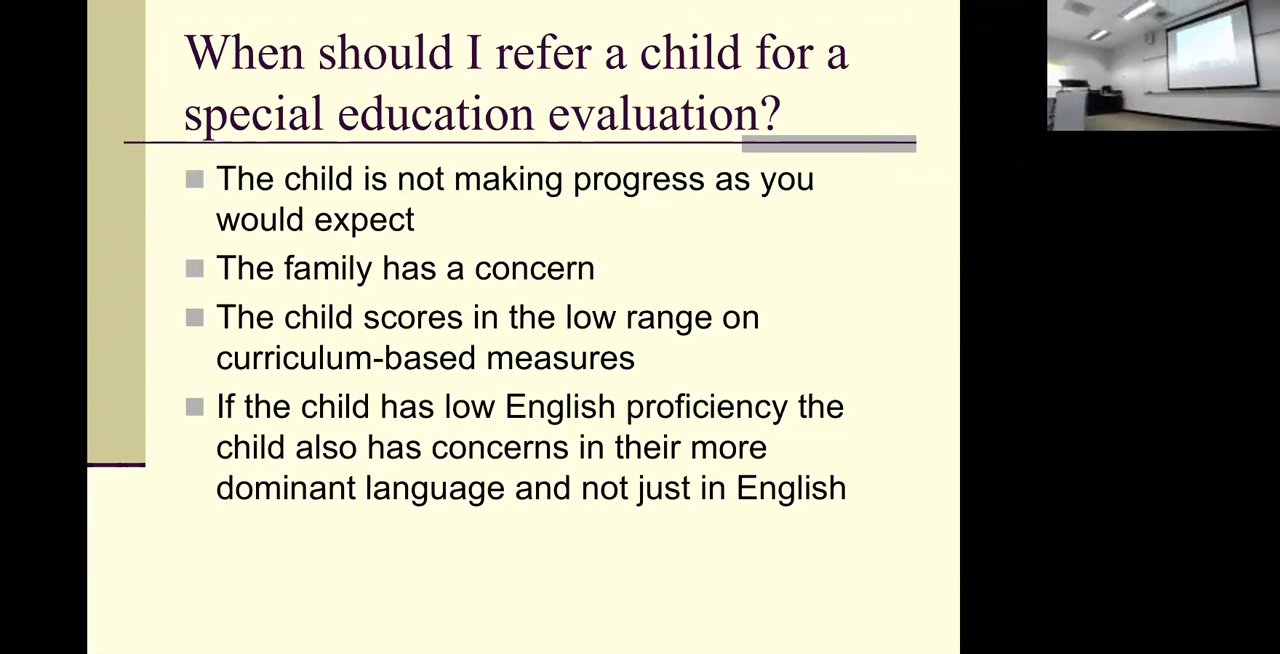 When should I refer a child for a
special education evaluation?
The child is not making progress as you
would expect
The family has a concern
The child scores in the low range on
curriculum-based measures
If the child has low English proficiency the
child also has concerns in their more
dominant language and not just in English